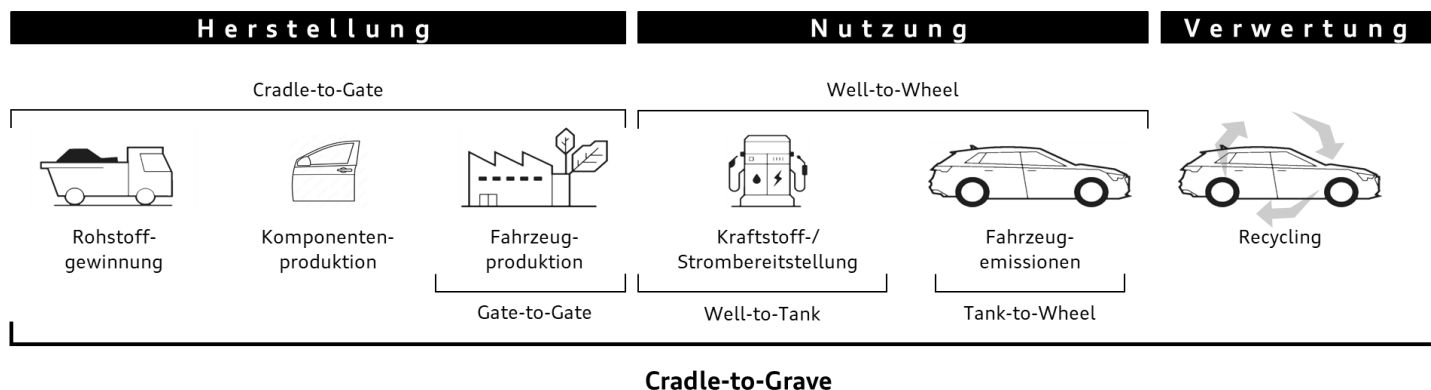 Herstellung
Nutzung
Verwertung
Cradle-to-Gate
Well-to-Wheel
Rohstoff-
gewinnung
Komponenten-
produktion
Fahrzeug-
produktion
Kraftstoff-/
Strombereitstellung
Fahrzeug-
emissionen
Recycling
Gate-to-Gate
Well-to-Tank
Tank-to-Wheel
Cradle-to-Grave